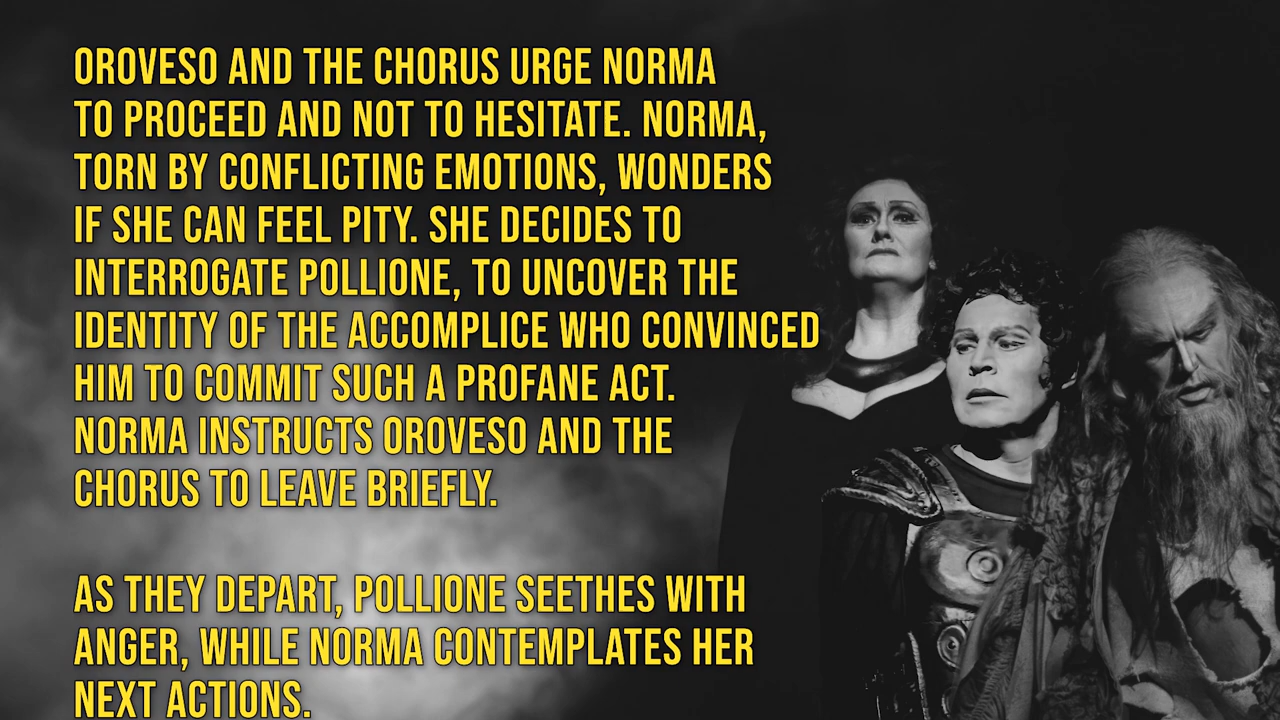 OROVESO AND THE CHORUS URGE NORMA
TO PROCEED AND NOT TO HESITATE. NORMA,
TORN BY CONFLICTING EMOTIONS, WONDERS
IF SHE CAN FEEL PITY. SHE DECIDES TO
INTERROGATE POLLIONE, TO UNCOVER THE
IDENTITY OF THE ACCOMPLICE WHO CONVINCED
HIM TO COMMIT SUCH A PROFANE ACT.
NORMA INSTRUCTS OROVESO AND THE
CHORUS TO LEAVE BRIEFLY.
AS THEY DEPART, POLLIONE SEETHES WITH
ANGER, WHILE NORMA CONTEMPLATES HER
NEXT ACTIONS.